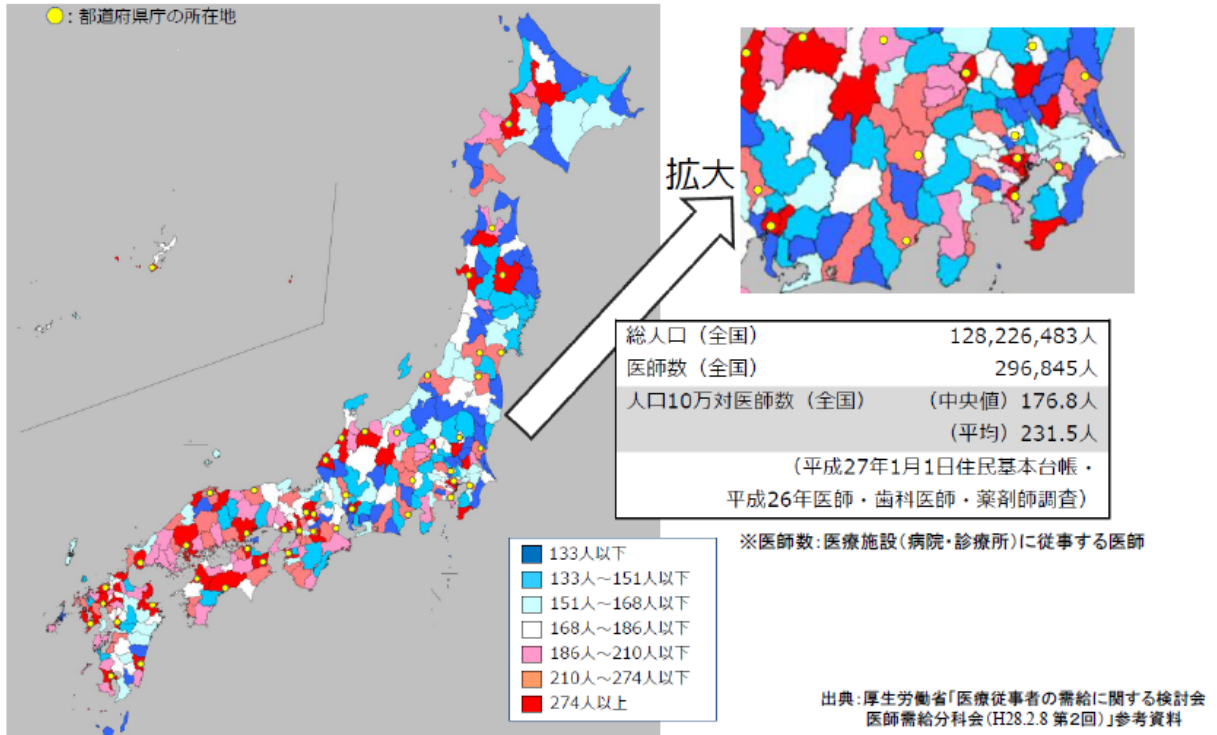 ：都道府県庁の所在地
拡大
総人口（全国） 128,226,483人
医師数（全国） 296,845人
人口10万対医師数（全国） （中央値）176.8人
（平均）231.5人
（平成27年1月1日住民基本台帳・
平成26年医師・歯科医師・薬剤師調査）
※医師数：医療施設（病院・診療所）に従事する医師
133人以下
133人～151人以下
151人～168人以下
168人～186人以下
186人～210人以下
210人～274人以下
274人以上
出典：厚生労働省「医療従事者の需給に関する検討会
医師需給分科会（H28.2.8 第2回）」参考資料